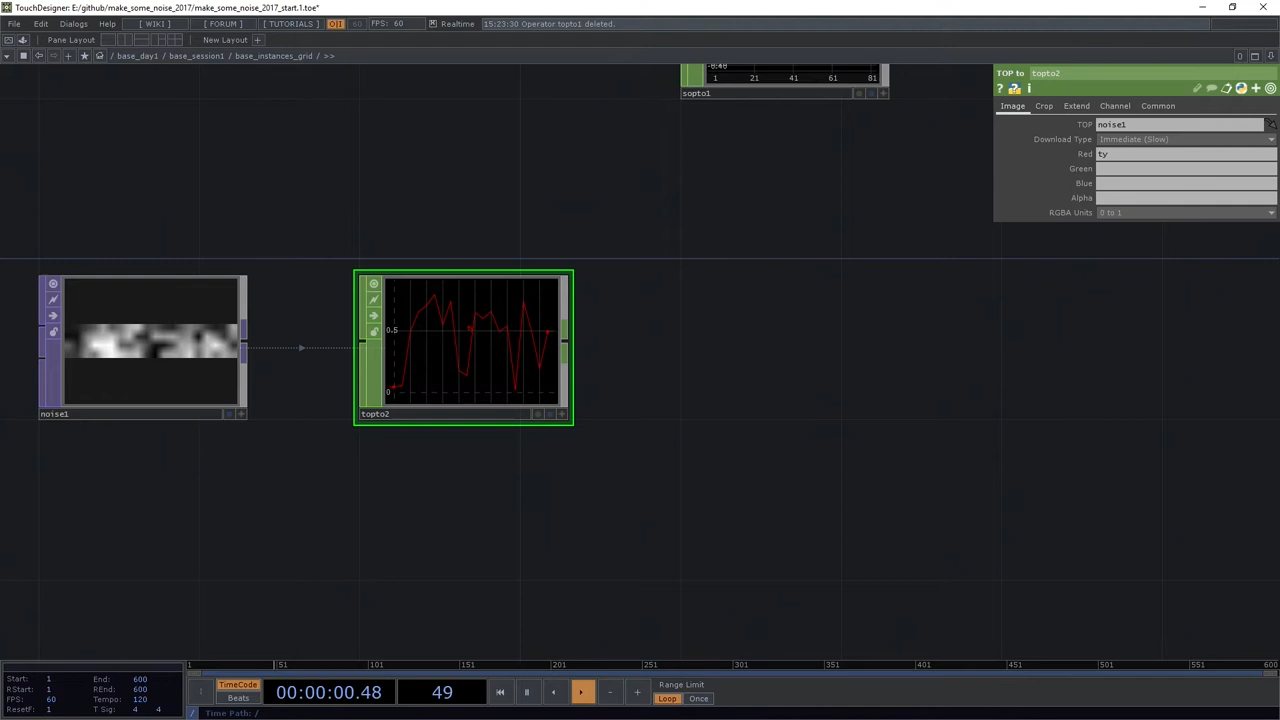 TouchDesigner: E:/github/make_some_noise_2017/make_some_noise_2017_start.1.toe*
File Edit Dialogs Help [ WIKI ] [ FORUM ] [ TUTORIALS ] O|I 60 FPS: 60 Realtime 15:23:30 Operator topto1 deleted.
Pane Layout New Layout +
/ base_day1 / base_session1 / base_instances_grid / >> 0
-0.40
1 21 41 61 81
sopto1
TOP to topto2
? i
Image Crop Extend Channel Common
TOP noise1
Download Type Immediate (Slow)
Red ty
Green
Blue
Alpha
RGBA Units 0 to 1
0.5
0
noise1 topto2
1 51 101 151 201 251 301 351 401 451 501 551 600
Start: 1 End: 600
RStart: 1 REnd: 600
FPS: 60 Tempo: 120
ResetF: 1 T Sig: 4 4
TimeCode
Beats
00:00:00.48 49
Range Limit
Loop Once
/ Time Path: /